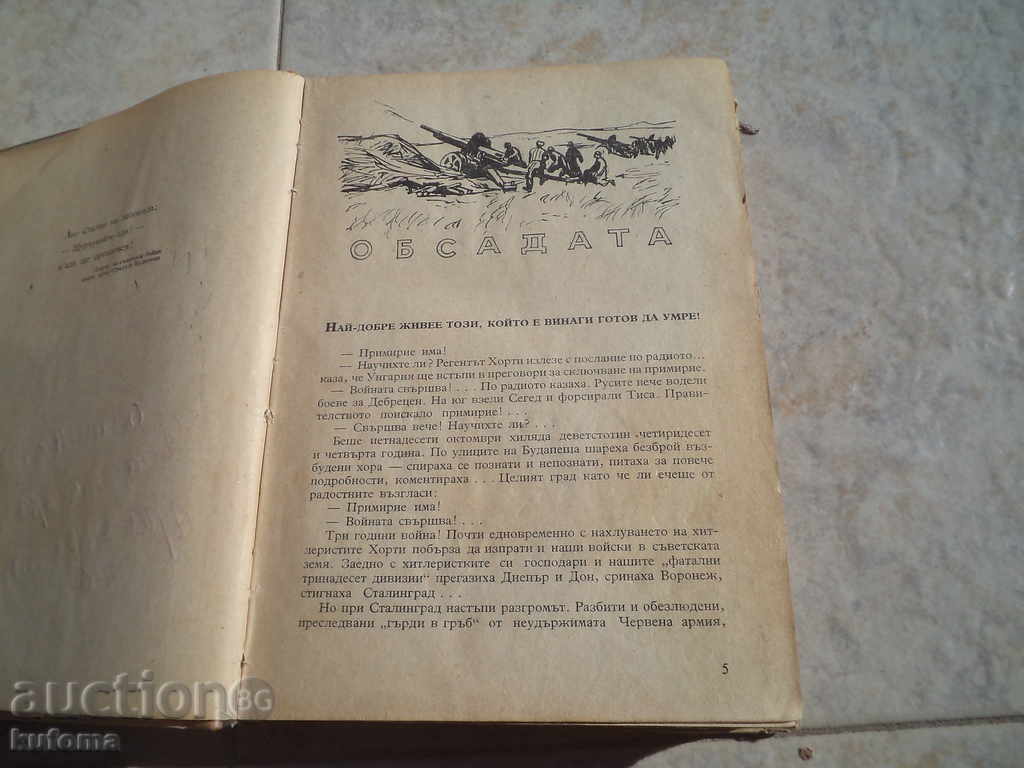 ОБСАДАТА
НАЙ-ДОБРЕ ЖИВЕЕ ТОЗИ, КОЙТО Е ВИНАГИ ГОТОВ ДА УМРЕ!
— Примирие има!
— Научихте ли? Регентът Хорти излезе с послание по радиото...
каза, че Унгария ще встъпи в преговори за сключването на примирие.
— Войната свършва! . . . По радиото казаха. Русите вече водели
боеве за Дебрецен. На юг взели Сегед и форсирали Тиса. Прави-
телството поискало примирие! . . .
— Свършва вече! Научихте ли? . . .
Беше петнадесети октомври хиляда деветстотин четиридесет
и четвърта година. По улиците на Будапеща шареха безброй въз-
будени хора — спираха се познати и непознати, питаха за повече
подробности, коментираха . . . Целият град като че ли ечеше от
радостните възгласи:
— Примирие има!
— Войната свършва! . . .
Три години война! Почти едновременно с нахлуването на хит-
леристите Хорти побърза да изпрати и наши войски в съветската
земя. Заедно с хитлеристките си господари и нашите „фатални
тринадесет дивизии“ прегазиха Днепър и Дон, сринаха Воронеж,
стигнаха Сталинград . . .
Но при Сталинград настъпи разгромът. Разбити и обезлюдени,
преследвани „гърди в гръб“ от неудържимата Червена армия,
5
auction BG
kufoma